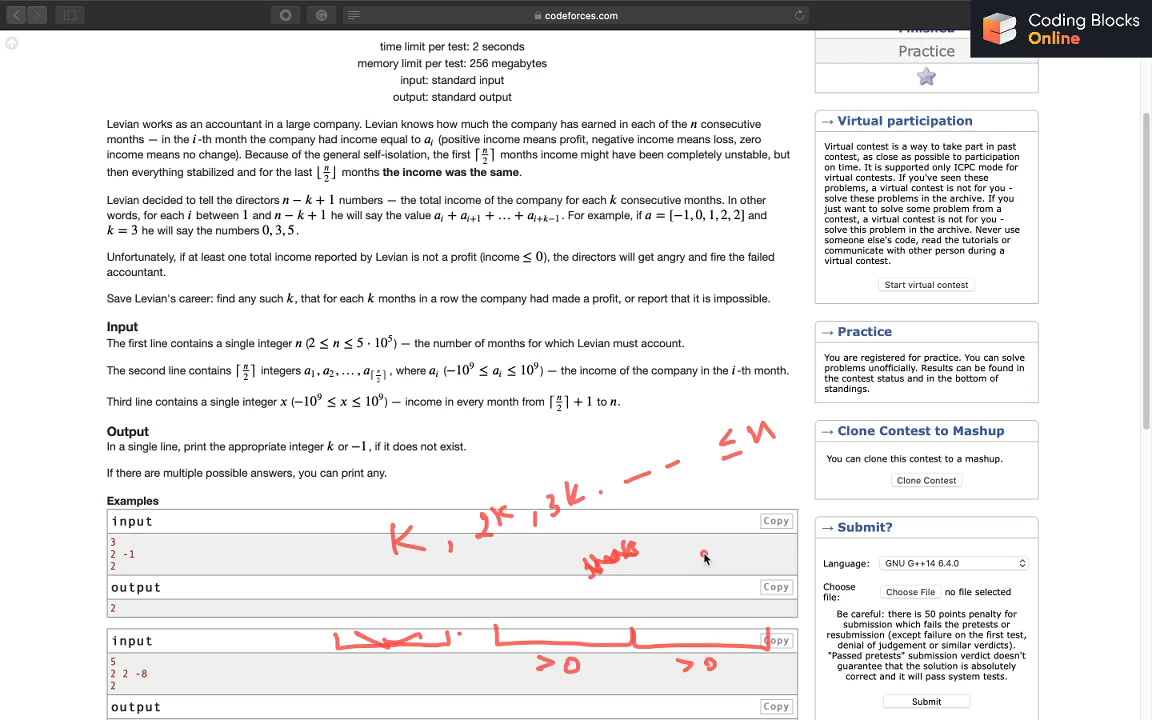 codeforces.com
Coding Blocks
Online
time limit per test: 2 seconds
memory limit per test: 256 megabytes
input: standard input
output: standard output
Levian works as an accountant in a large company. Levian knows how much the company has earned in each of the n consecutive
months — in the i-th month the company had income equal to aᵢ (positive income means profit, negative income means loss, zero
income means no change). Because of the general self-isolation, the first ⌈n/2⌉ months income might have been completely unstable, but
then everything stabilized and for the last ⌊n/2⌋ months the income was the same.
Levian decided to tell the directors n − k + 1 numbers — the total income of the company for each k consecutive months. In other
words, for each i between 1 and n − k + 1 he will say the value aᵢ + aᵢ₊₁ + … + aᵢ₊ₖ₋₁. For example, if a = [−1, 0, 1, 2, 2] and
k = 3 he will say the numbers 0, 3, 5.
Unfortunately, if at least one total income reported by Levian is not a profit (income ≤ 0), the directors will get angry and fire the failed
accountant.
Save Levian's career: find any such k, that for each k months in a row the company had made a profit, or report that it is impossible.
Input
The first line contains a single integer n (2 ≤ n ≤ 5 · 10⁵) — the number of months for which Levian must account.
The second line contains ⌈n/2⌉ integers a₁, a₂, …, a⌈n/2⌉, where aᵢ (−10⁹ ≤ aᵢ ≤ 10⁹) — the income of the company in the i-th month.
Third line contains a single integer x (−10⁹ ≤ x ≤ 10⁹) — income in every month from ⌈n/2⌉ + 1 to n.
Output
In a single line, print the appropriate integer k or −1, if it does not exist.
If there are multiple possible answers, you can print any.
Examples
input
Copy
3
2 -1
2
output
Copy
2
input
Copy
5
2 2 -8
2
output
Copy
K, 2K, 3K. - - ≤ n
> 0
> 0
Finished
Practice
→ Virtual participation
Virtual contest is a way to take part in past
contest, as close as possible to participation
on time. It is supported only ICPC mode for
virtual contests. If you've seen these
problems, a virtual contest is not for you -
solve these problems in the archive. If you
just want to solve some problem from a
contest, a virtual contest is not for you -
solve this problem in the archive. Never use
someone else's code, read the tutorials or
communicate with other person during a
virtual contest.
Start virtual contest
→ Practice
You are registered for practice. You can solve
problems unofficially. Results can be found in
the contest status and in the bottom of
standings.
→ Clone Contest to Mashup
You can clone this contest to a mashup.
Clone Contest
→ Submit?
Language: GNU G++14 6.4.0
Choose
file:
Choose File no file selected
Be careful: there is 50 points penalty for
submission which fails the pretests or
resubmission (except failure on the first test,
denial of judgement or similar verdicts).
"Passed pretests" submission verdict doesn't
guarantee that the solution is absolutely
correct and it will pass system tests.
Submit